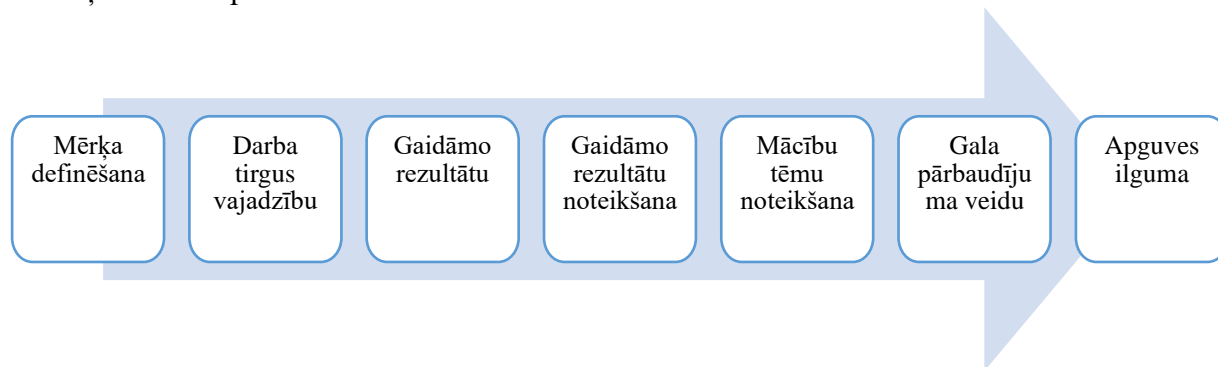 Mērķa
definēšana
Darba
tirgus
vajadzību
Gaidāmo
rezultātu
Gaidāmo
rezultātu
noteikšana
Mācību
tēmu
noteikšana
Gala
pārbaudīju
ma veidu
Apguves
ilguma